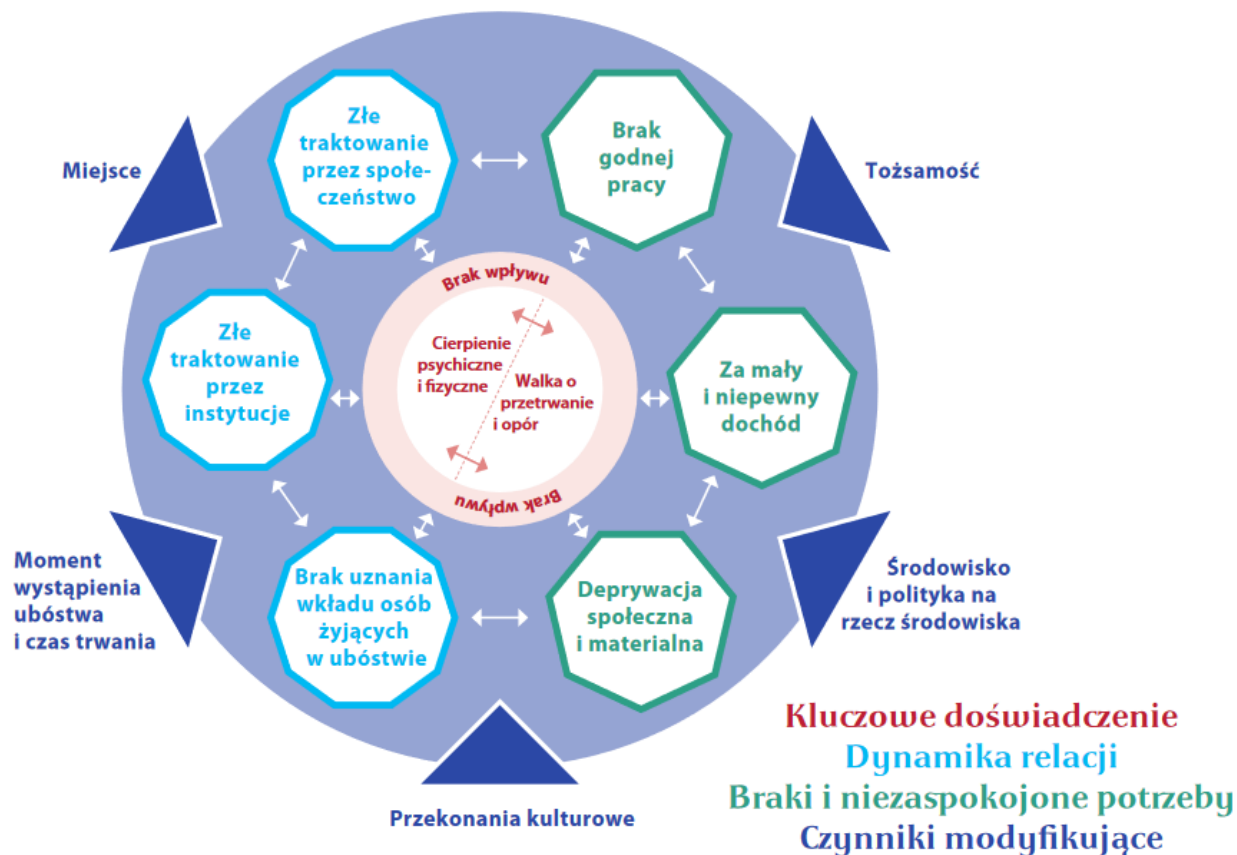 Złe
traktowanie
przez społe-
czeństwo
Brak
godnej
pracy
Miejsce
Tożsamość
Brak wpływu
Złe
traktowanie
przez
instytucje
Cierpienie
psychiczne
i fizyczne
Walka o
przetrwanie
i opór
Za mały
i niepewny
dochód
Brak wpływu
Moment
wystąpienia
ubóstwa
i czas trwania
Brak uznania
wkładu osób
żyjących
w ubóstwie
Deprywacja
społeczna
i materialna
Środowisko
i polityka na
rzecz środowiska
Przekonania kulturowe
Kluczowe doświadczenie
Dynamika relacji
Braki i niezaspokojone potrzeby
Czynniki modyfikujące